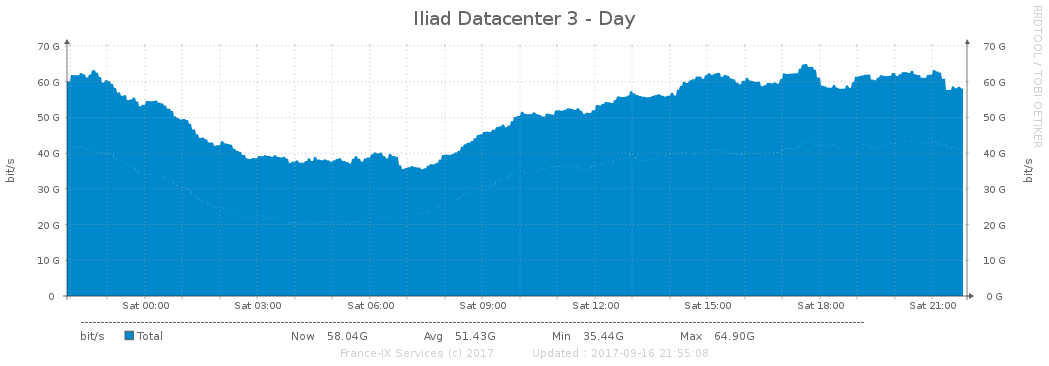 Iliad Datacenter 3 - Day
RRDTOOL / TOBI OETIKER
bit/s
70 G
60 G
50 G
40 G
30 G
20 G
10 G
0
70 G
60 G
50 G
40 G
30 G
20 G
10 G
0 G
bit/s
Sat 00:00 Sat 03:00 Sat 06:00 Sat 09:00 Sat 12:00 Sat 15:00 Sat 18:00 Sat 21:00
bit/s Total Now 58.04G Avg 51.43G Min 35.44G Max 64.90G
France-IX Services (c) 2017 Updated : 2017-09-16 21:55:08